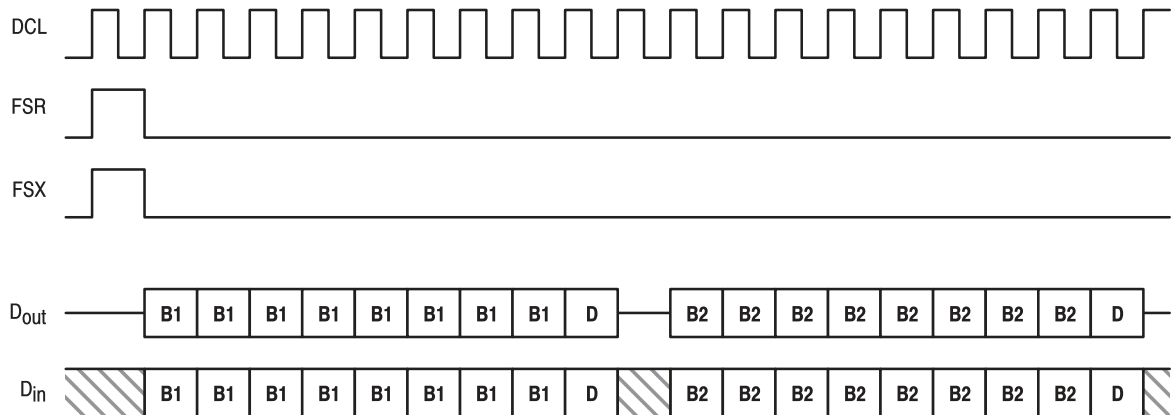 DCL
FSR
FSX
Dout B1 B1 B1 B1 B1 B1 B1 B1 D B2 B2 B2 B2 B2 B2 B2 B2 D
Din B1 B1 B1 B1 B1 B1 B1 B1 D B2 B2 B2 B2 B2 B2 B2 B2 D